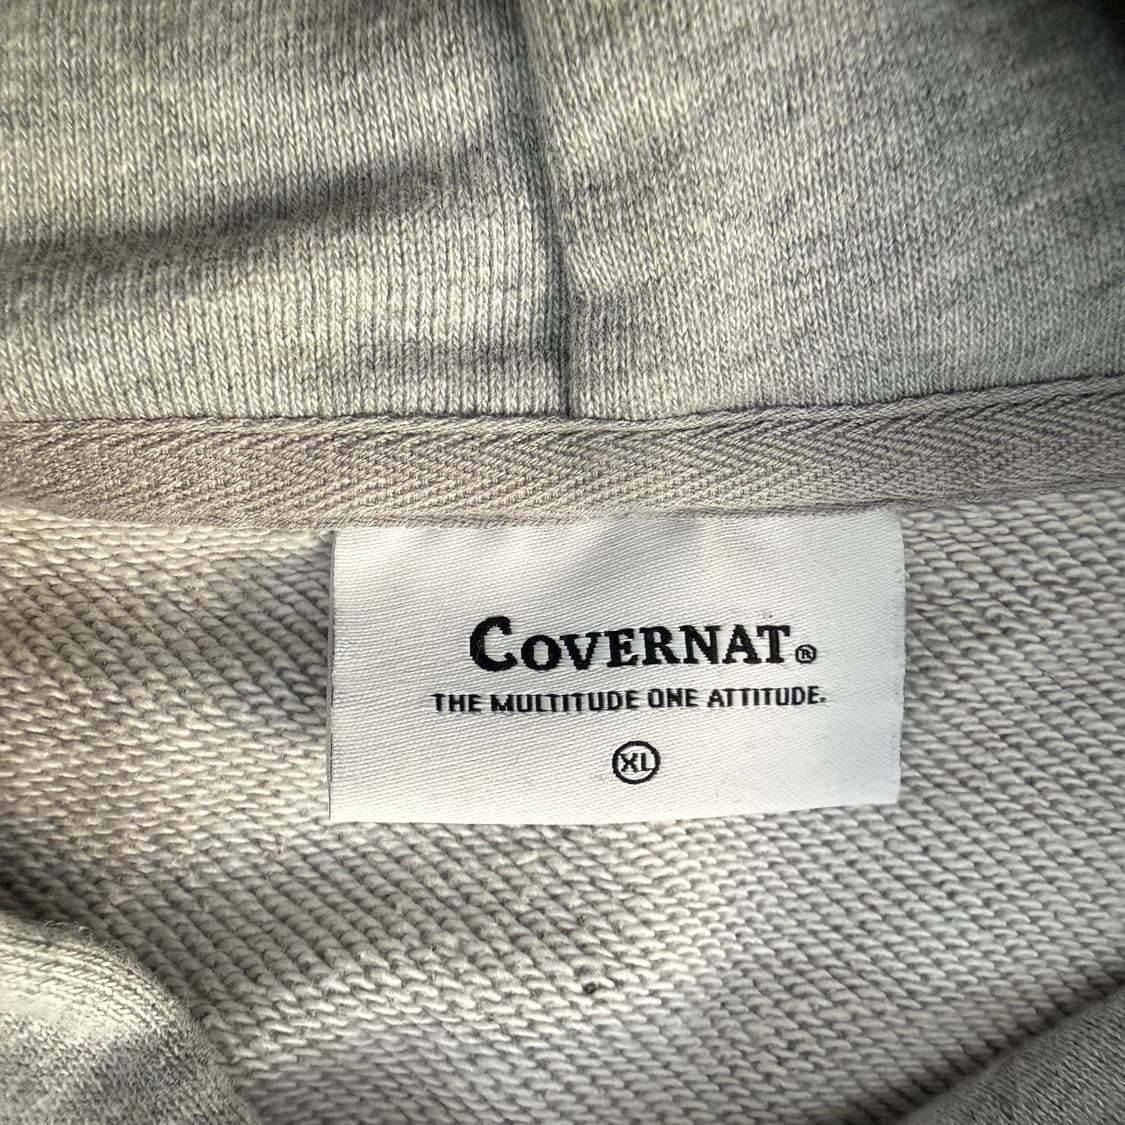 COVERNAT®
THE MULTITUDE ONE ATTITUDE.
XL